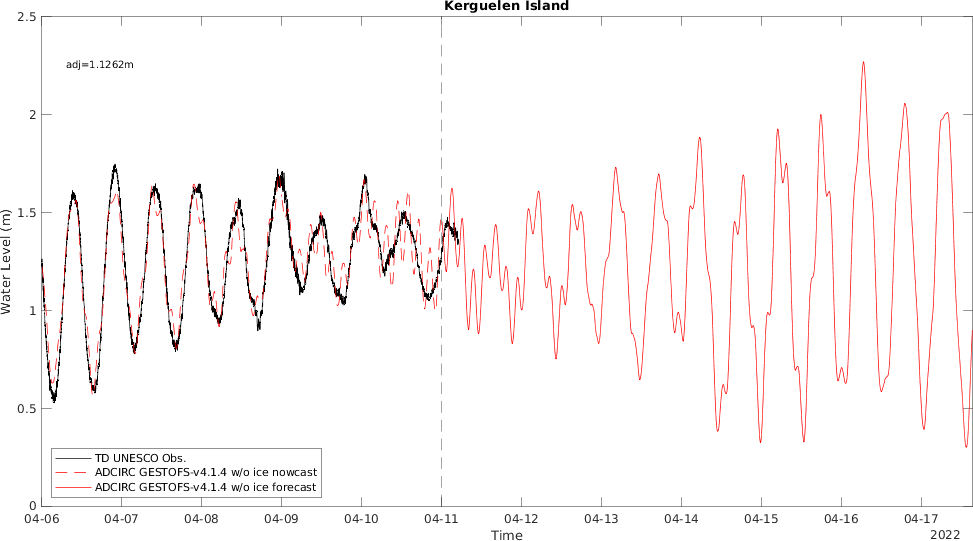 Kerguelen Island
2.5
adj=1.1262m
2
1.5
Water Level (m)
1
0.5
TD UNESCO Obs.
ADCIRC GESTOFS-v4.1.4 w/o ice nowcast
ADCIRC GESTOFS-v4.1.4 w/o ice forecast
0
04-06 04-07 04-08 04-09 04-10 04-11 04-12 04-13 04-14 04-15 04-16 04-17
Time
2022